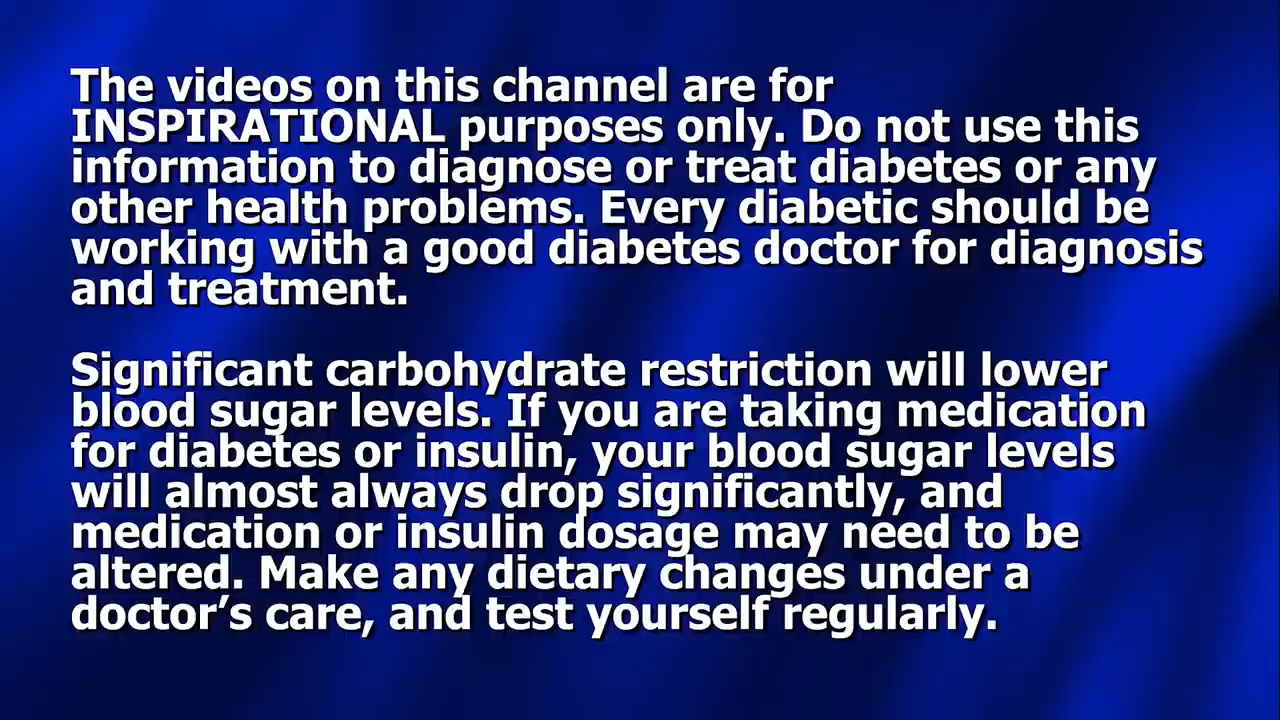 The videos on this channel are for
INSPIRATIONAL purposes only. Do not use this
information to diagnose or treat diabetes or any
other health problems. Every diabetic should be
working with a good diabetes doctor for diagnosis
and treatment.
Significant carbohydrate restriction will lower
blood sugar levels. If you are taking medication
for diabetes or insulin, your blood sugar levels
will almost always drop significantly, and
medication or insulin dosage may need to be
altered. Make any dietary changes under a
doctor’s care, and test yourself regularly.